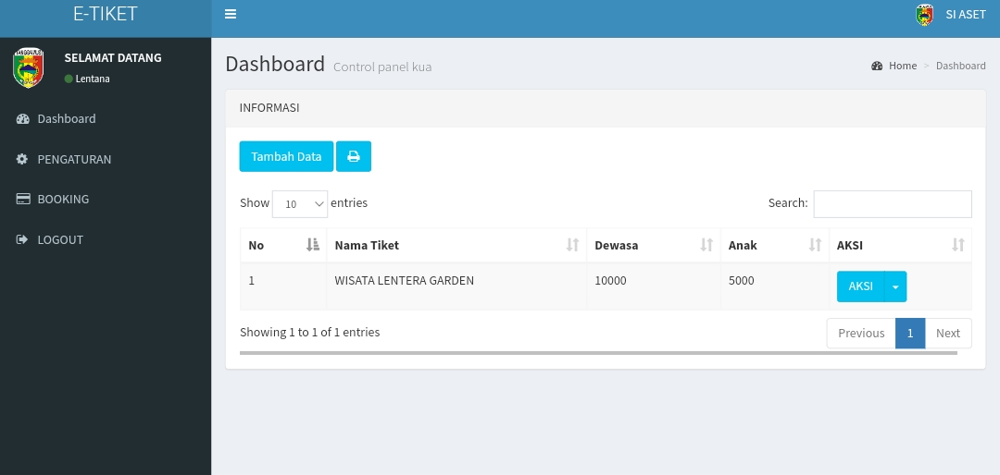 E-TIKET
SI ASET
SELAMAT DATANG
Lentana
Dashboard
PENGATURAN
BOOKING
LOGOUT
Dashboard Control panel kua
Home > Dashboard
INFORMASI
Tambah Data
Show 10 entries
Search:
No Nama Tiket Dewasa Anak AKSI
1 WISATA LENTERA GARDEN 10000 5000 AKSI
Showing 1 to 1 of 1 entries
Previous 1 Next